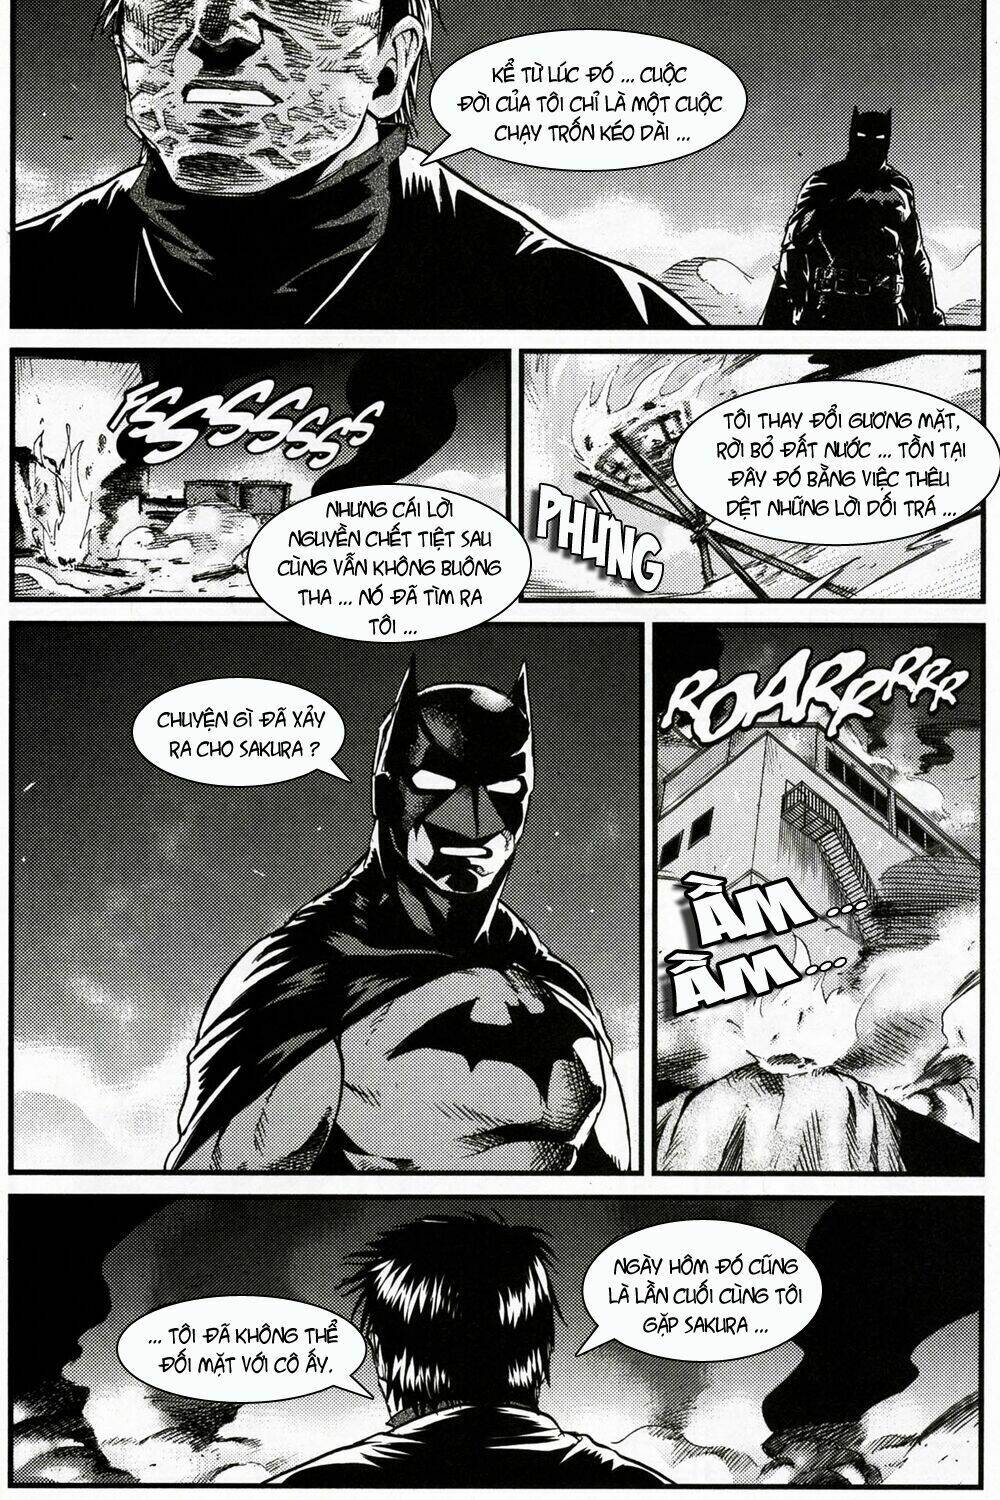 KỂ TỪ LÚC ĐÓ ... CUỘC
ĐỜI CỦA TÔI CHỈ LÀ MỘT CUỘC
CHẠY TRỐN KÉO DÀI ...
TÔI THAY ĐỔI GƯƠNG MẶT,
RỜI BỎ ĐẤT NƯỚC ... TỒN TẠI
ĐÂY ĐÓ BẰNG VIỆC THÊU
DỆT NHỮNG LỜI DỐI TRÁ ...
PHỪNG
FSSSSSSSS
NHƯNG CÁI LỜI
NGUYỀN CHẾT TIỆT SAU
CÙNG VẪN KHÔNG BUÔNG
THA ... NÓ ĐÃ TÌM RA
TÔI ...
ROARRRRRR
ẦM ...
ẦM ...
CHUYỆN GÌ ĐÃ XẢY
RA CHO SAKURA ?
NGÀY HÔM ĐÓ CŨNG
LÀ LẦN CUỐI CÙNG TÔI
GẶP SAKURA ...
... TÔI ĐÃ KHÔNG THỂ
ĐỐI MẶT VỚI CÔ ẤY.